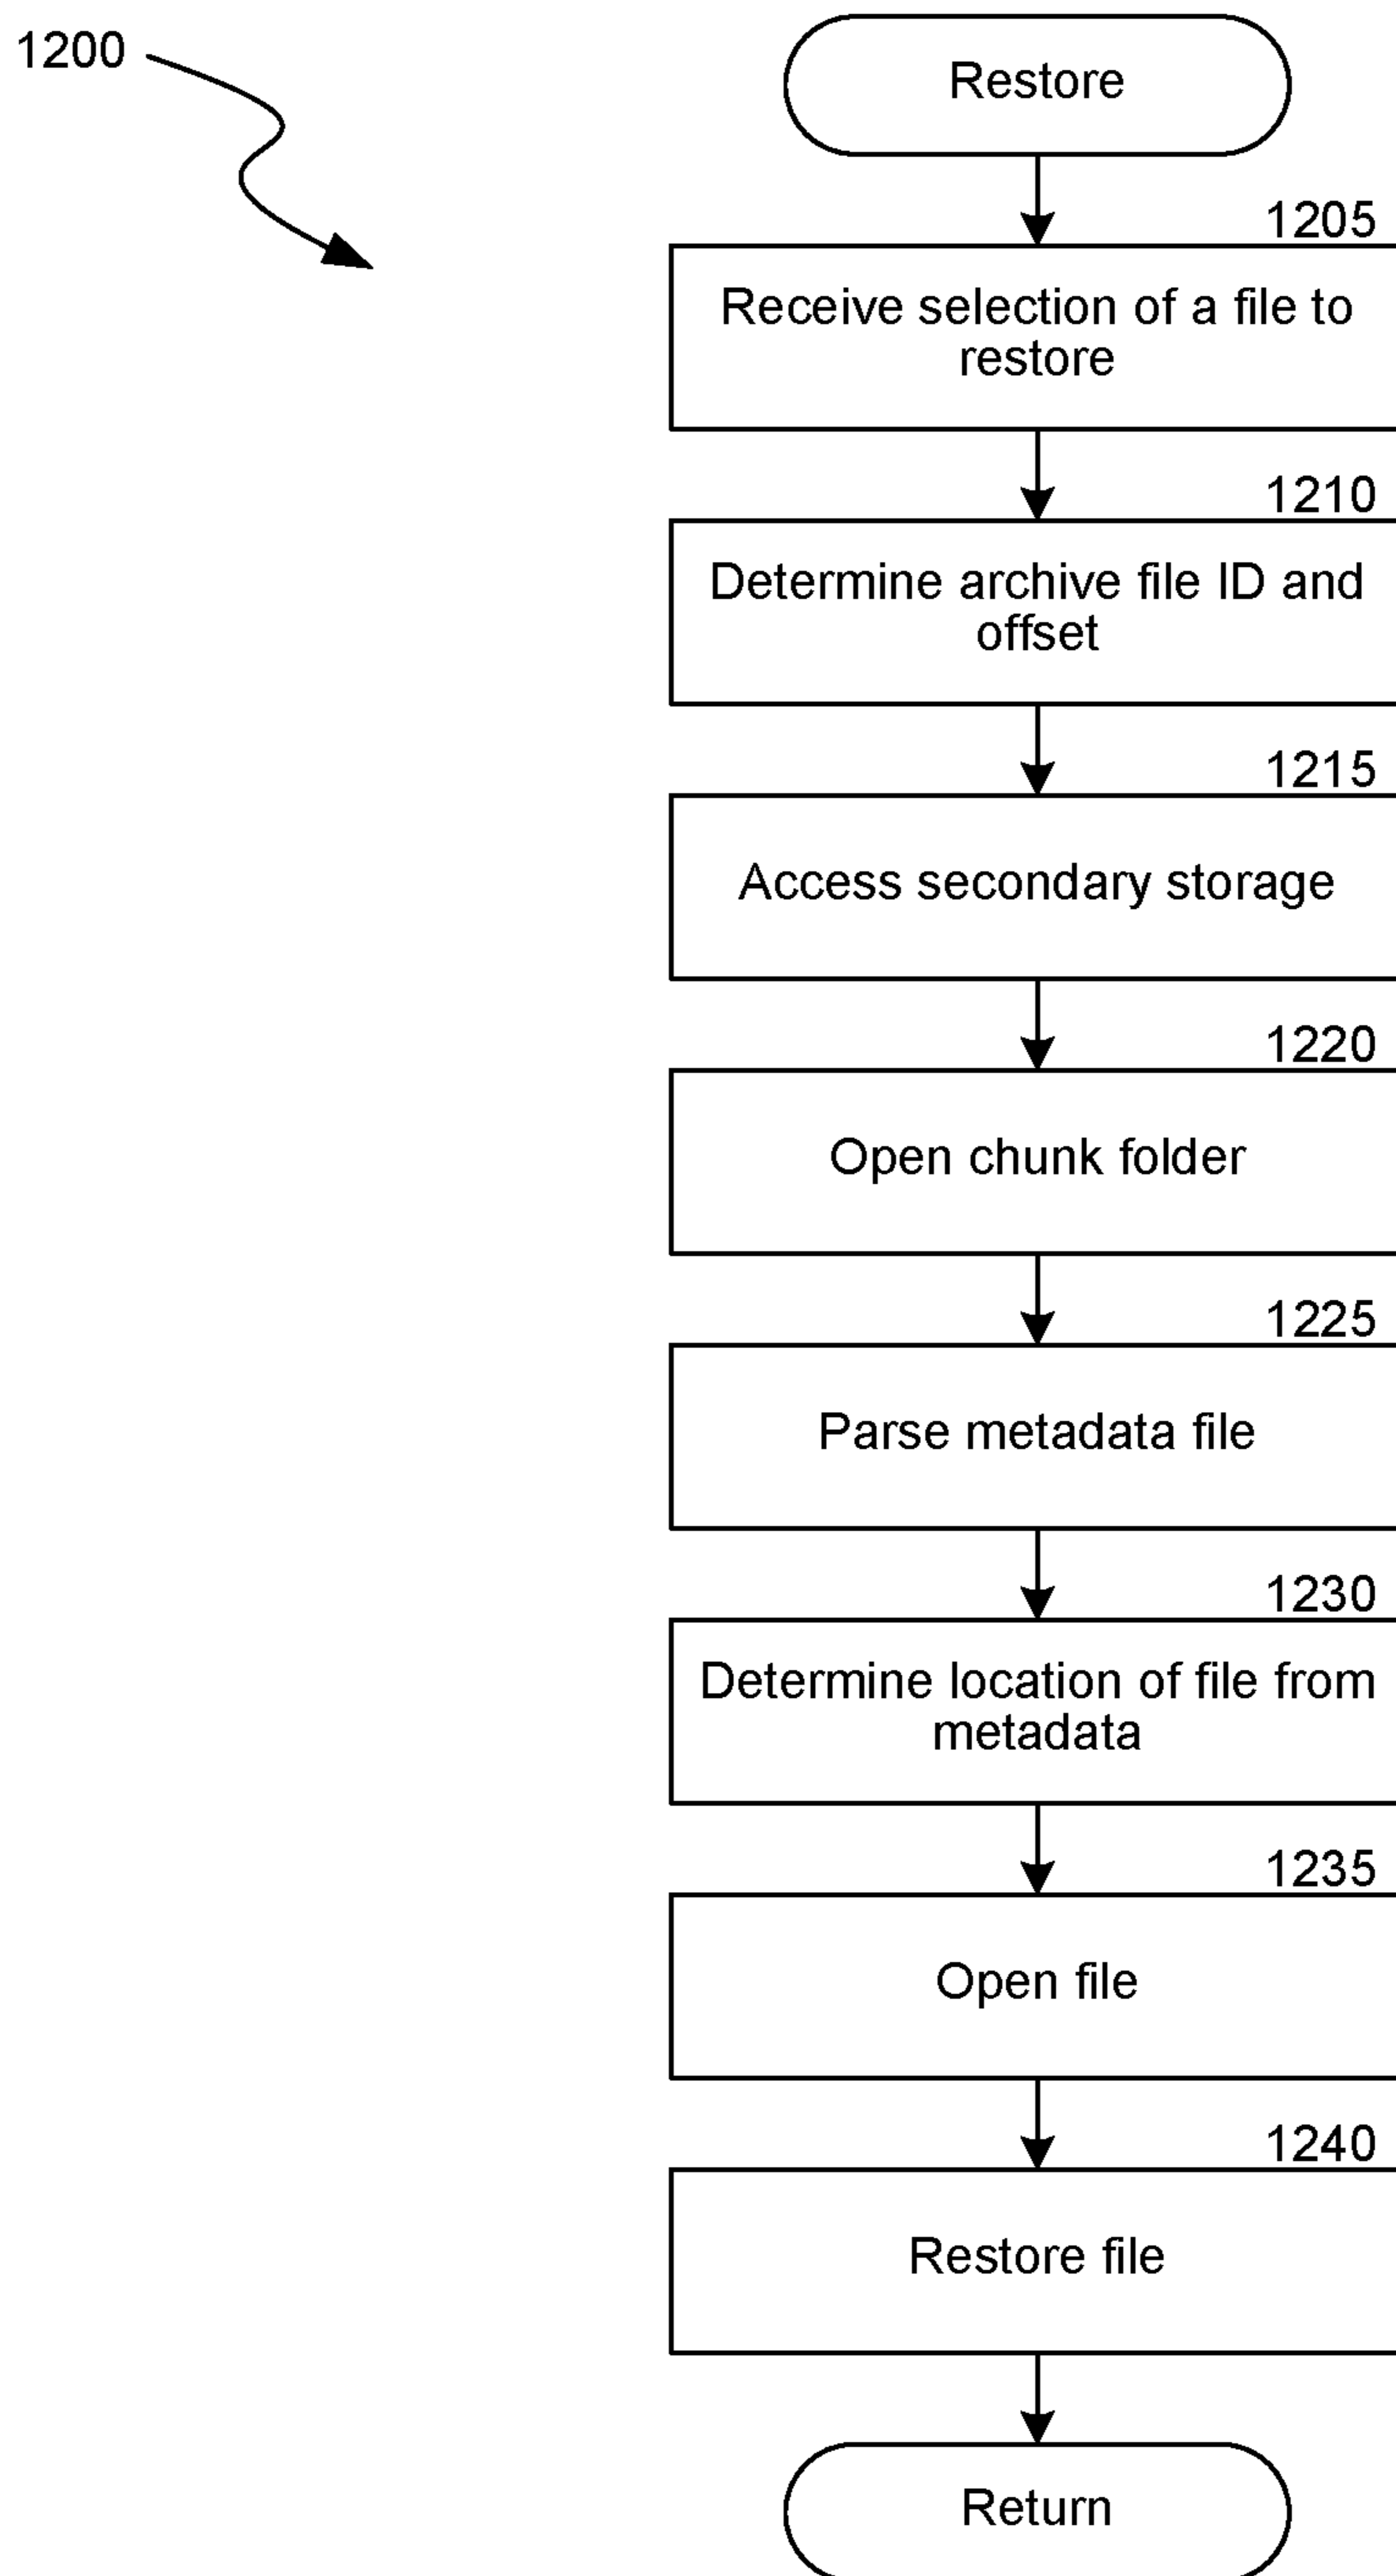 1200
Restore
1205
Receive selection of a file to
restore
1210
Determine archive file ID and
offset
1215
Access secondary storage
1220
Open chunk folder
1225
Parse metadata file
1230
Determine location of file from
metadata
1235
Open file
1240
Restore file
Return